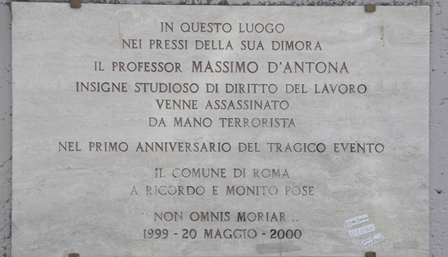 IN QUESTO LUOGO
NEI PRESSI DELLA SUA DIMORA
IL PROFESSOR MASSIMO D'ANTONA
INSIGNE STUDIOSO DI DIRITTO DEL LAVORO
VENNE ASSASSINATO
DA MANO TERRORISTA
NEL PRIMO ANNIVERSARIO DEL TRAGICO EVENTO
IL COMUNE DI ROMA
A RICORDO E MONITO POSE
NON OMNIS MORIAR ..
1999 - 20 MAGGIO - 2000